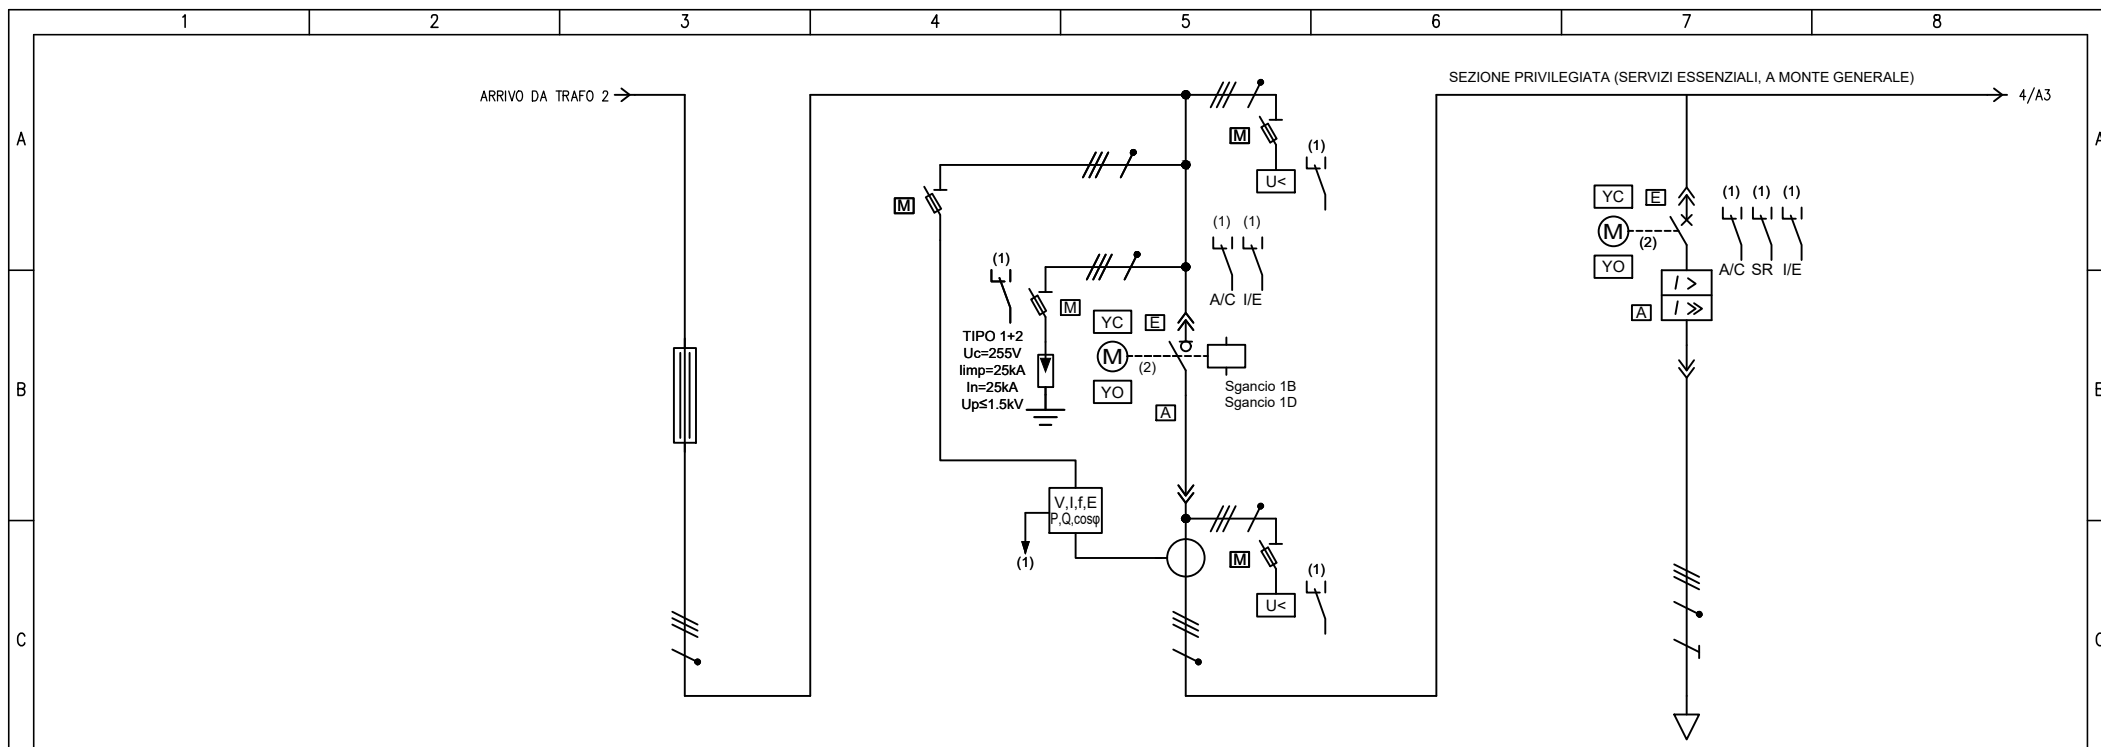 1 2 3 4 5 6 7 8
ARRIVO DA TRAFO 2
SEZIONE PRIVILEGIATA (SERVIZI ESSENZIALI, A MONTE GENERALE)
4/A3
A
A
M
(1)
U<
M
(1) (1)
A/C I/E
YC E
M
(2)
YO
(1) (1) (1)
A/C SR I/E
I >
I ≫
A
(1)
M
TIPO 1+2
Uc=255V
Iimp=25kA
In=25kA
Up≤1.5kV
YC E
M
(2)
YO
A
Sgancio 1B
Sgancio 1D
B
B
V,I,f,E
P,Q,cosφ
(1)
M
(1)
U<
C
C